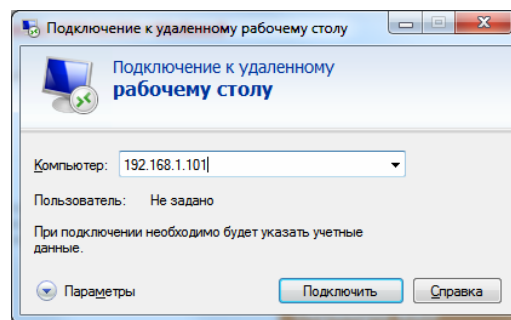 Подключение к удаленному рабочему столу
Подключение к удаленному
рабочему столу
Компьютер: 192.168.1.101
Пользователь: Не задано
При подключении необходимо будет указать учетные
данные.
Параметры Подключить Справка